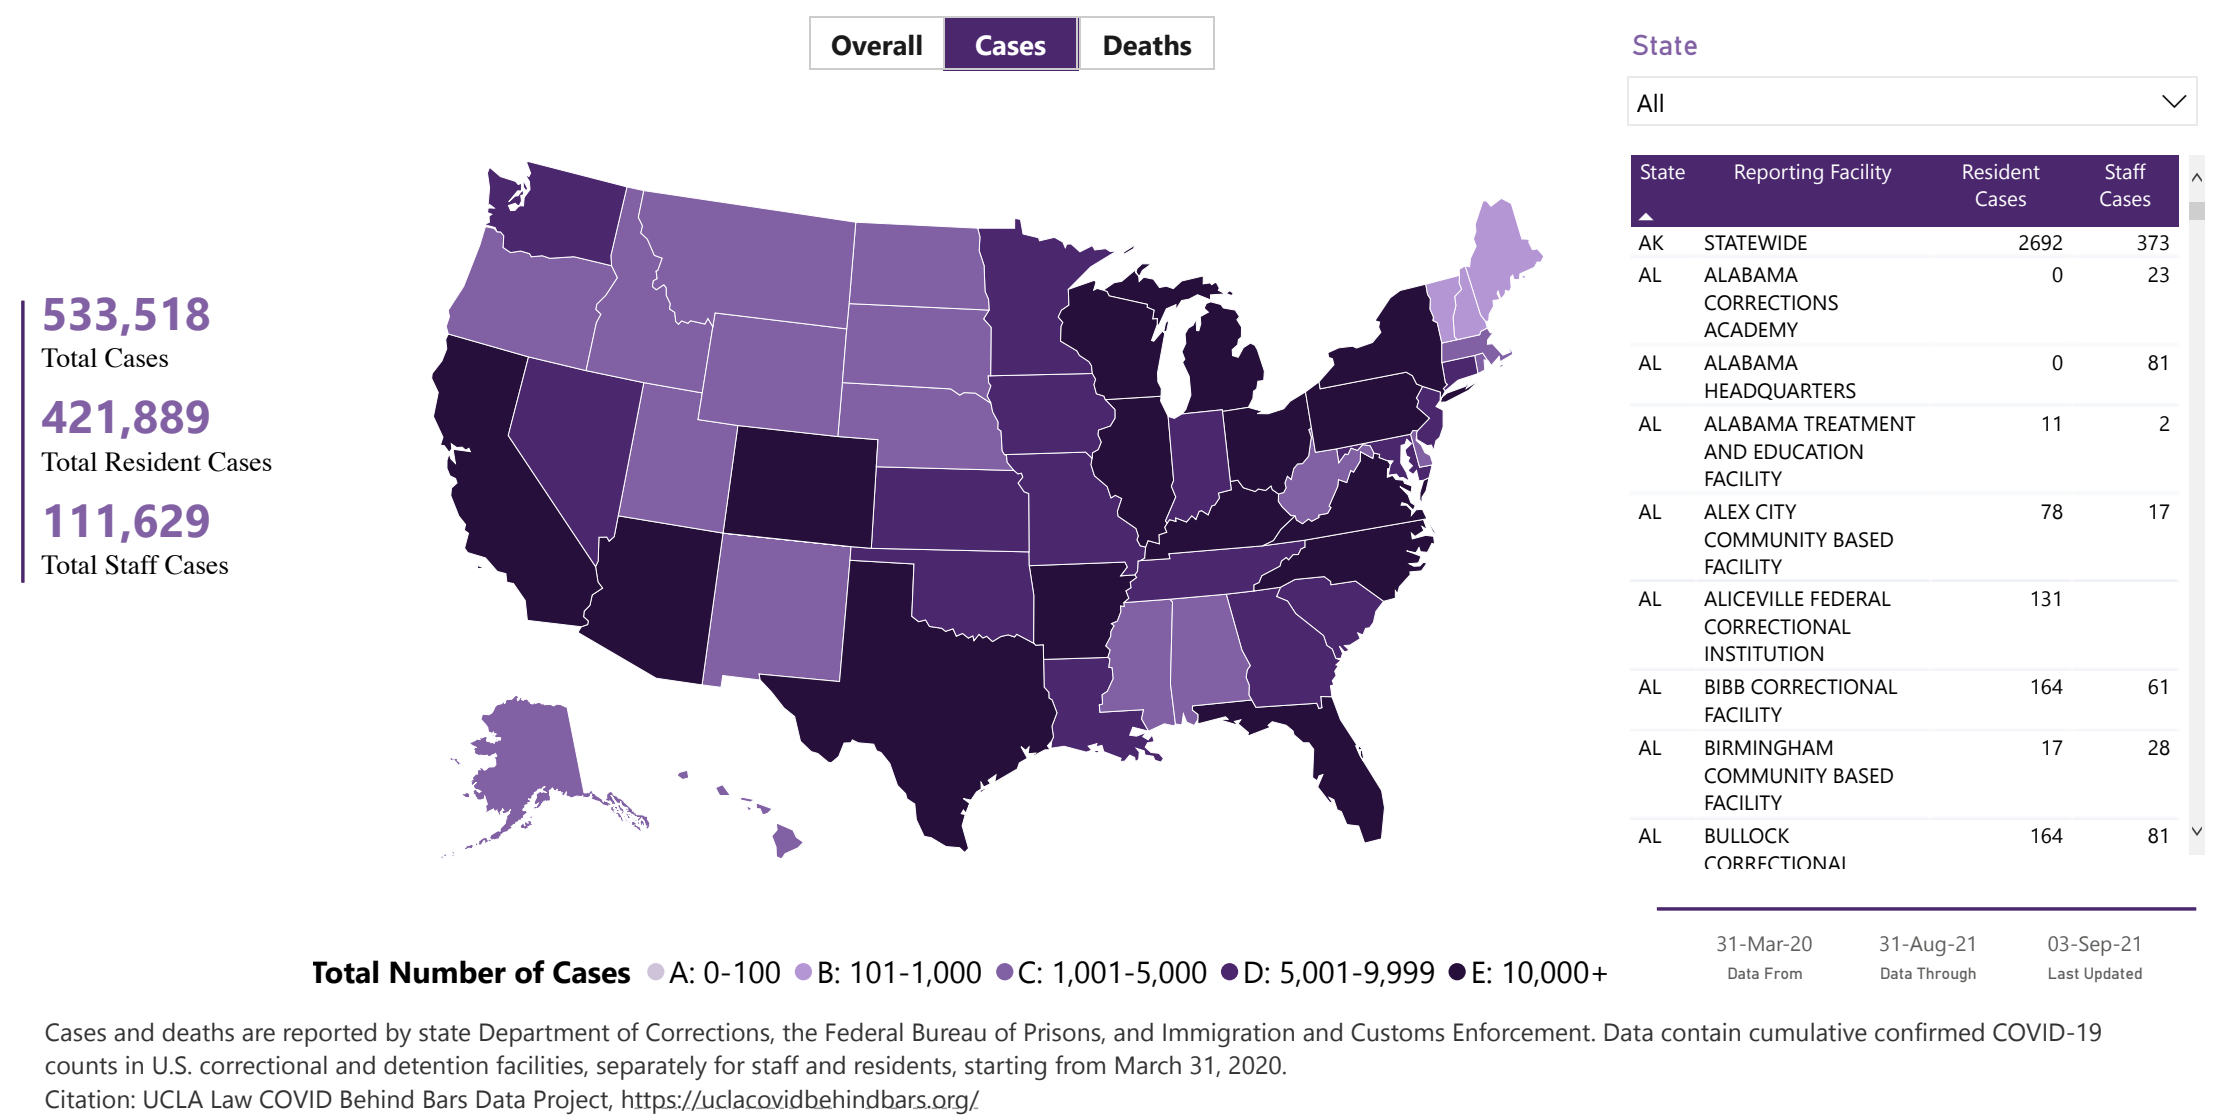 Overall Cases Deaths
State
All
533,518
Total Cases
421,889
Total Resident Cases
111,629
Total Staff Cases
State Reporting Facility Resident Cases Staff Cases
AK STATEWIDE 2692 373
AL ALABAMA 0 23
CORRECTIONS
ACADEMY
AL ALABAMA 0 81
HEADQUARTERS
AL ALABAMA TREATMENT 11 2
AND EDUCATION
FACILITY
AL ALEX CITY 78 17
COMMUNITY BASED
FACILITY
AL ALICEVILLE FEDERAL 131
CORRECTIONAL
INSTITUTION
AL BIBB CORRECTIONAL 164 61
FACILITY
AL BIRMINGHAM 17 28
COMMUNITY BASED
FACILITY
AL BULLOCK 164 81
CORRECTIONAL
31-Mar-20 31-Aug-21 03-Sep-21
Data From Data Through Last Updated
Total Number of Cases A: 0-100 B: 101-1,000 C: 1,001-5,000 D: 5,001-9,999 E: 10,000+
Cases and deaths are reported by state Department of Corrections, the Federal Bureau of Prisons, and Immigration and Customs Enforcement. Data contain cumulative confirmed COVID-19
counts in U.S. correctional and detention facilities, separately for staff and residents, starting from March 31, 2020.
Citation: UCLA Law COVID Behind Bars Data Project, https://uclacovidbehindbars.org/